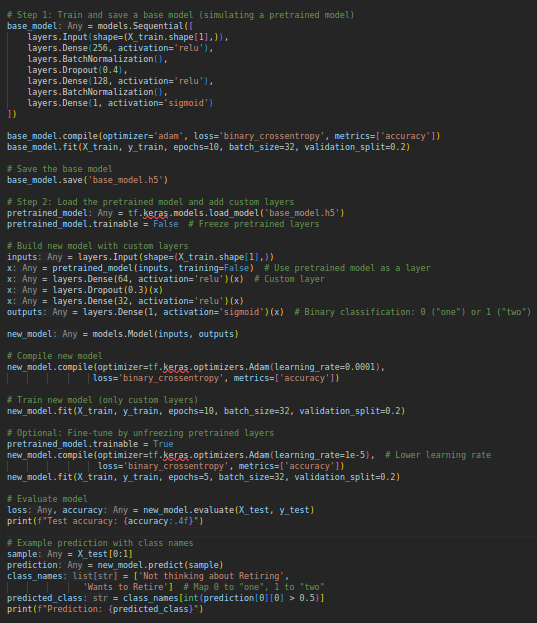 # Step 1: Train and save a base model (simulating a pretrained model)
base_model: Any = models.Sequential([
    layers.Input(shape=(X_train.shape[1],)),
    layers.Dense(256, activation='relu'),
    layers.BatchNormalization(),
    layers.Dropout(0.4),
    layers.Dense(128, activation='relu'),
    layers.BatchNormalization(),
    layers.Dense(1, activation='sigmoid')
])
base_model.compile(optimizer='adam', loss='binary_crossentropy', metrics=['accuracy'])
base_model.fit(X_train, y_train, epochs=10, batch_size=32, validation_split=0.2)
# Save the base model
base_model.save('base_model.h5')
# Step 2: Load the pretrained model and add custom layers
pretrained_model: Any = tf.keras.models.load_model('base_model.h5')
pretrained_model.trainable = False  # Freeze pretrained layers
# Build new model with custom layers
inputs: Any = layers.Input(shape=(X_train.shape[1],))
x: Any = pretrained_model(inputs, training=False)  # Use pretrained model as a layer
x: Any = layers.Dense(64, activation='relu')(x)  # Custom layer
x: Any = layers.Dropout(0.3)(x)
x: Any = layers.Dense(32, activation='relu')(x)
outputs: Any = layers.Dense(1, activation='sigmoid')(x)  # Binary classification: 0 ("one") or 1 ("two")
new_model: Any = models.Model(inputs, outputs)
# Compile new model
new_model.compile(optimizer=tf.keras.optimizers.Adam(learning_rate=0.0001),
                  loss='binary_crossentropy', metrics=['accuracy'])
# Train new model (only custom layers)
new_model.fit(X_train, y_train, epochs=10, batch_size=32, validation_split=0.2)
# Optional: Fine-tune by unfreezing pretrained layers
pretrained_model.trainable = True
new_model.compile(optimizer=tf.keras.optimizers.Adam(learning_rate=1e-5),  # Lower learning rate
                  loss='binary_crossentropy', metrics=['accuracy'])
new_model.fit(X_train, y_train, epochs=5, batch_size=32, validation_split=0.2)
# Evaluate model
loss: Any, accuracy: Any = new_model.evaluate(X_test, y_test)
print(f"Test accuracy: {accuracy:.4f}")
# Example prediction with class names
sample: Any = X_test[0:1]
prediction: Any = new_model.predict(sample)
class_names: list[str] = ['Not thinking about Retiring',
               'Wants to Retire']  # Map 0 to "one", 1 to "two"
predicted_class: str = class_names[int(prediction[0][0] > 0.5)]
print(f"Prediction: {predicted_class}")